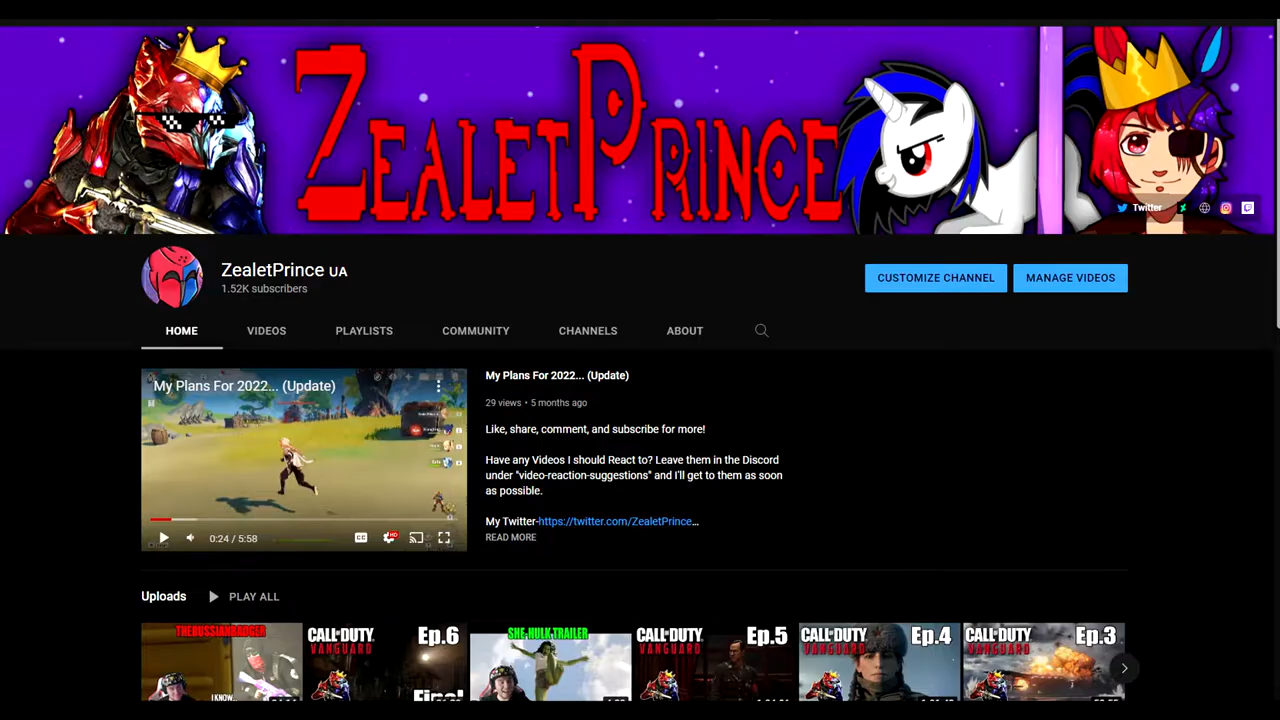 ZEALETPRINCE
Twitter
ZealetPrince UA
1.52K subscribers
CUSTOMIZE CHANNEL
MANAGE VIDEOS
HOME
VIDEOS
PLAYLISTS
COMMUNITY
CHANNELS
ABOUT
My Plans For 2022... (Update)
CC
HD
0:24 / 5:58
My Plans For 2022... (Update)
29 views • 5 months ago
Like, share, comment, and subscribe for more!
Have any Videos I should React to? Leave them in the Discord
under "video-reaction-suggestions" and I'll get to them as soon
as possible.
My Twitter-https://twitter.com/ZealetPrince...
READ MORE
Uploads
PLAY ALL
THERUSSIANBADGER
I KNOW...
CALL OF DUTY
VANGUARD
Ep.6
Final
SHE-HULK TRAILER
CALL OF DUTY
VANGUARD
Ep.5
CALL OF DUTY
VANGUARD
Ep.4
CALL OF DUTY
VANGUARD
Ep.3